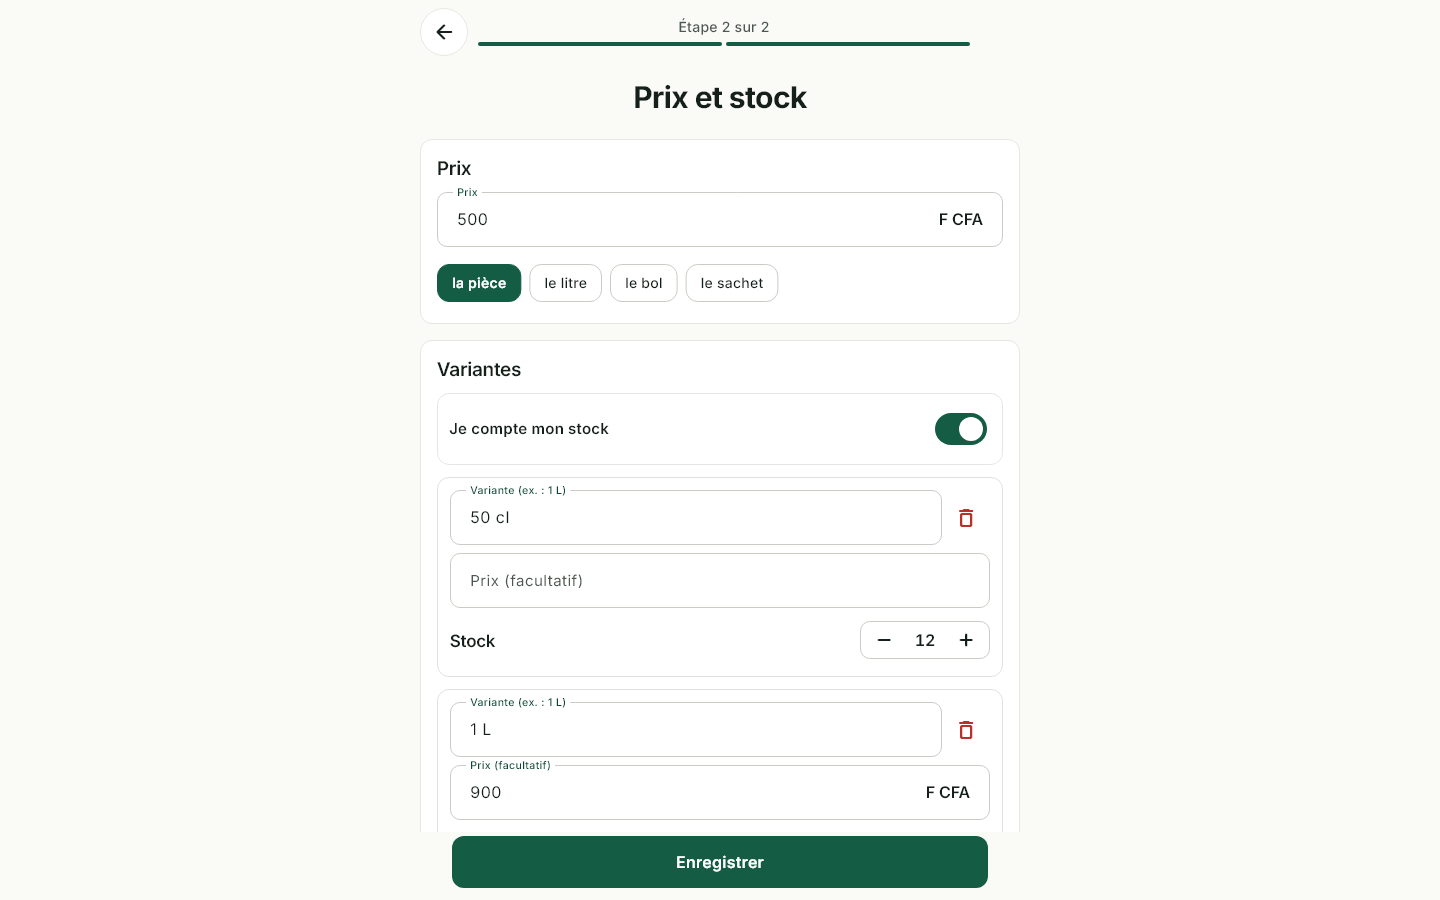 Étape 2 sur 2
Prix et stock
Prix
Prix
500 F CFA
la pièce le litre le bol le sachet
Variantes
Je compte mon stock
Variante (ex. : 1 L)
50 cl
Prix (facultatif)
Stock 12
Variante (ex. : 1 L)
1 L
Prix (facultatif)
900 F CFA
Enregistrer